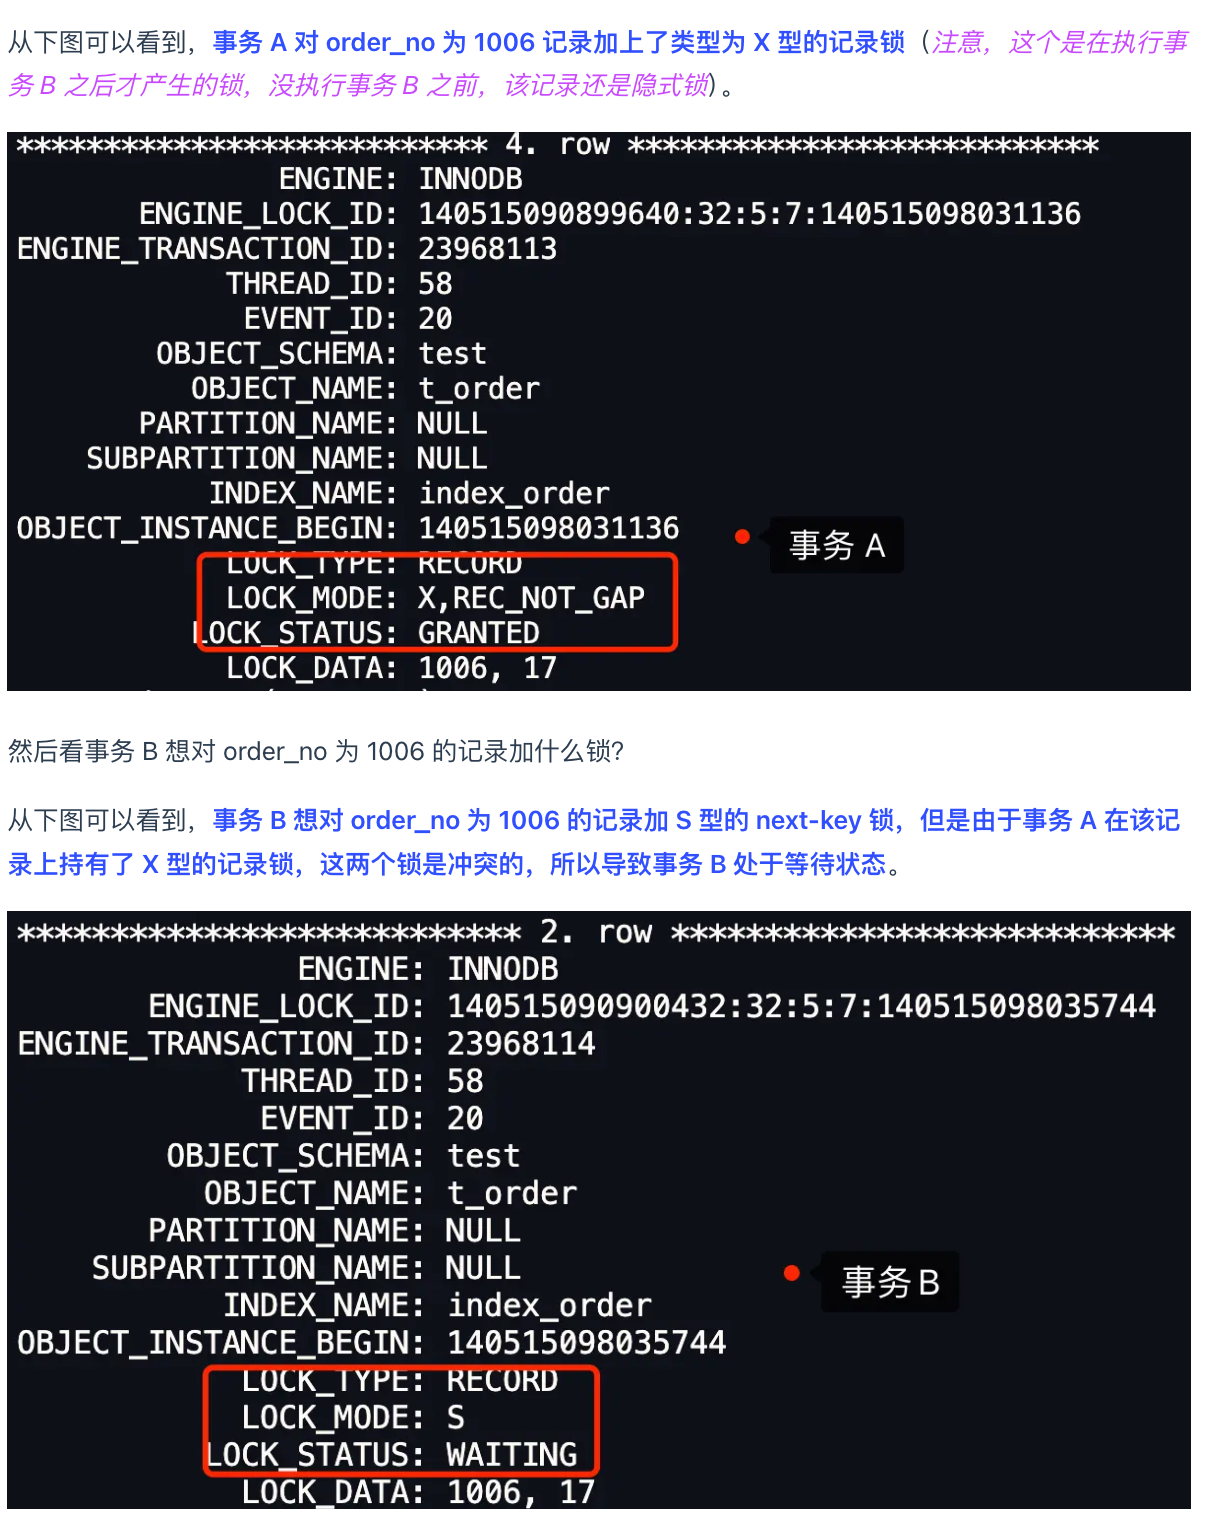 从下图可以看到，事务 A 对 order_no 为 1006 记录加上了类型为 X 型的记录锁（注意，这个是在执行事
务 B 之后才产生的锁，没执行事务 B 之前，该记录还是隐式锁）。
*************************** 4. row ***************************
ENGINE: INNODB
ENGINE_LOCK_ID: 140515090899640:32:5:7:140515098031136
ENGINE_TRANSACTION_ID: 23968113
THREAD_ID: 58
EVENT_ID: 20
OBJECT_SCHEMA: test
OBJECT_NAME: t_order
PARTITION_NAME: NULL
SUBPARTITION_NAME: NULL
INDEX_NAME: index_order
OBJECT_INSTANCE_BEGIN: 140515098031136
事务 A
LOCK_TYPE: RECORD
LOCK_MODE: X,REC_NOT_GAP
LOCK_STATUS: GRANTED
LOCK_DATA: 1006, 17
然后看事务 B 想对 order_no 为 1006 的记录加什么锁?
从下图可以看到，事务 B 想对 order_no 为 1006 的记录加 S 型的 next-key 锁，但是由于事务 A 在该记
录上持有了 X 型的记录锁，这两个锁是冲突的，所以导致事务 B 处于等待状态。
*************************** 2. row ***************************
ENGINE: INNODB
ENGINE_LOCK_ID: 140515090900432:32:5:7:140515098035744
ENGINE_TRANSACTION_ID: 23968114
THREAD_ID: 58
EVENT_ID: 20
OBJECT_SCHEMA: test
OBJECT_NAME: t_order
PARTITION_NAME: NULL
SUBPARTITION_NAME: NULL
事务 B
INDEX_NAME: index_order
OBJECT_INSTANCE_BEGIN: 140515098035744
LOCK_TYPE: RECORD
LOCK_MODE: S
LOCK_STATUS: WAITING
LOCK_DATA: 1006, 17